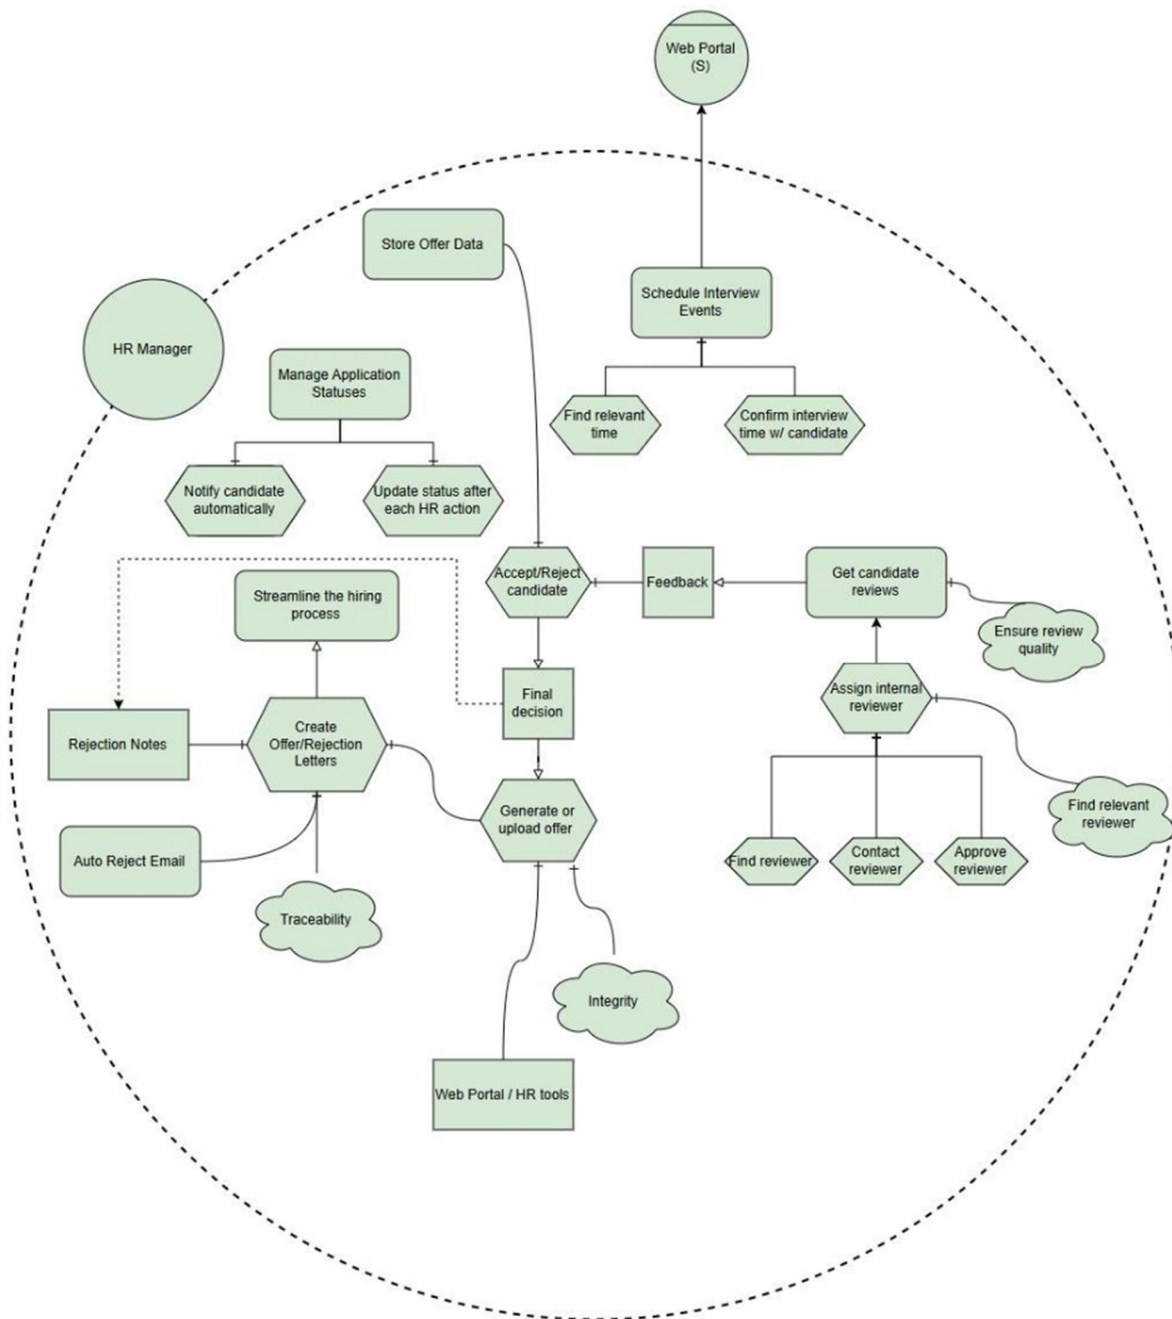 Web Portal
(S)
Store Offer Data
Schedule Interview
Events
HR Manager
Manage Application
Statuses
Find relevant
time
Confirm interview
time w/ candidate
Notify candidate
automatically
Update status after
each HR action
Accept/Reject
candidate
Feedback
Get candidate
reviews
Streamline the hiring
process
Ensure review
quality
Final
decision
Assign internal
reviewer
Rejection Notes
Create
Offer/Rejection
Letters
Generate or
upload offer
Find relevant
reviewer
Auto Reject Email
Find reviewer
Contact
reviewer
Approve
reviewer
Traceability
Integrity
Web Portal / HR tools